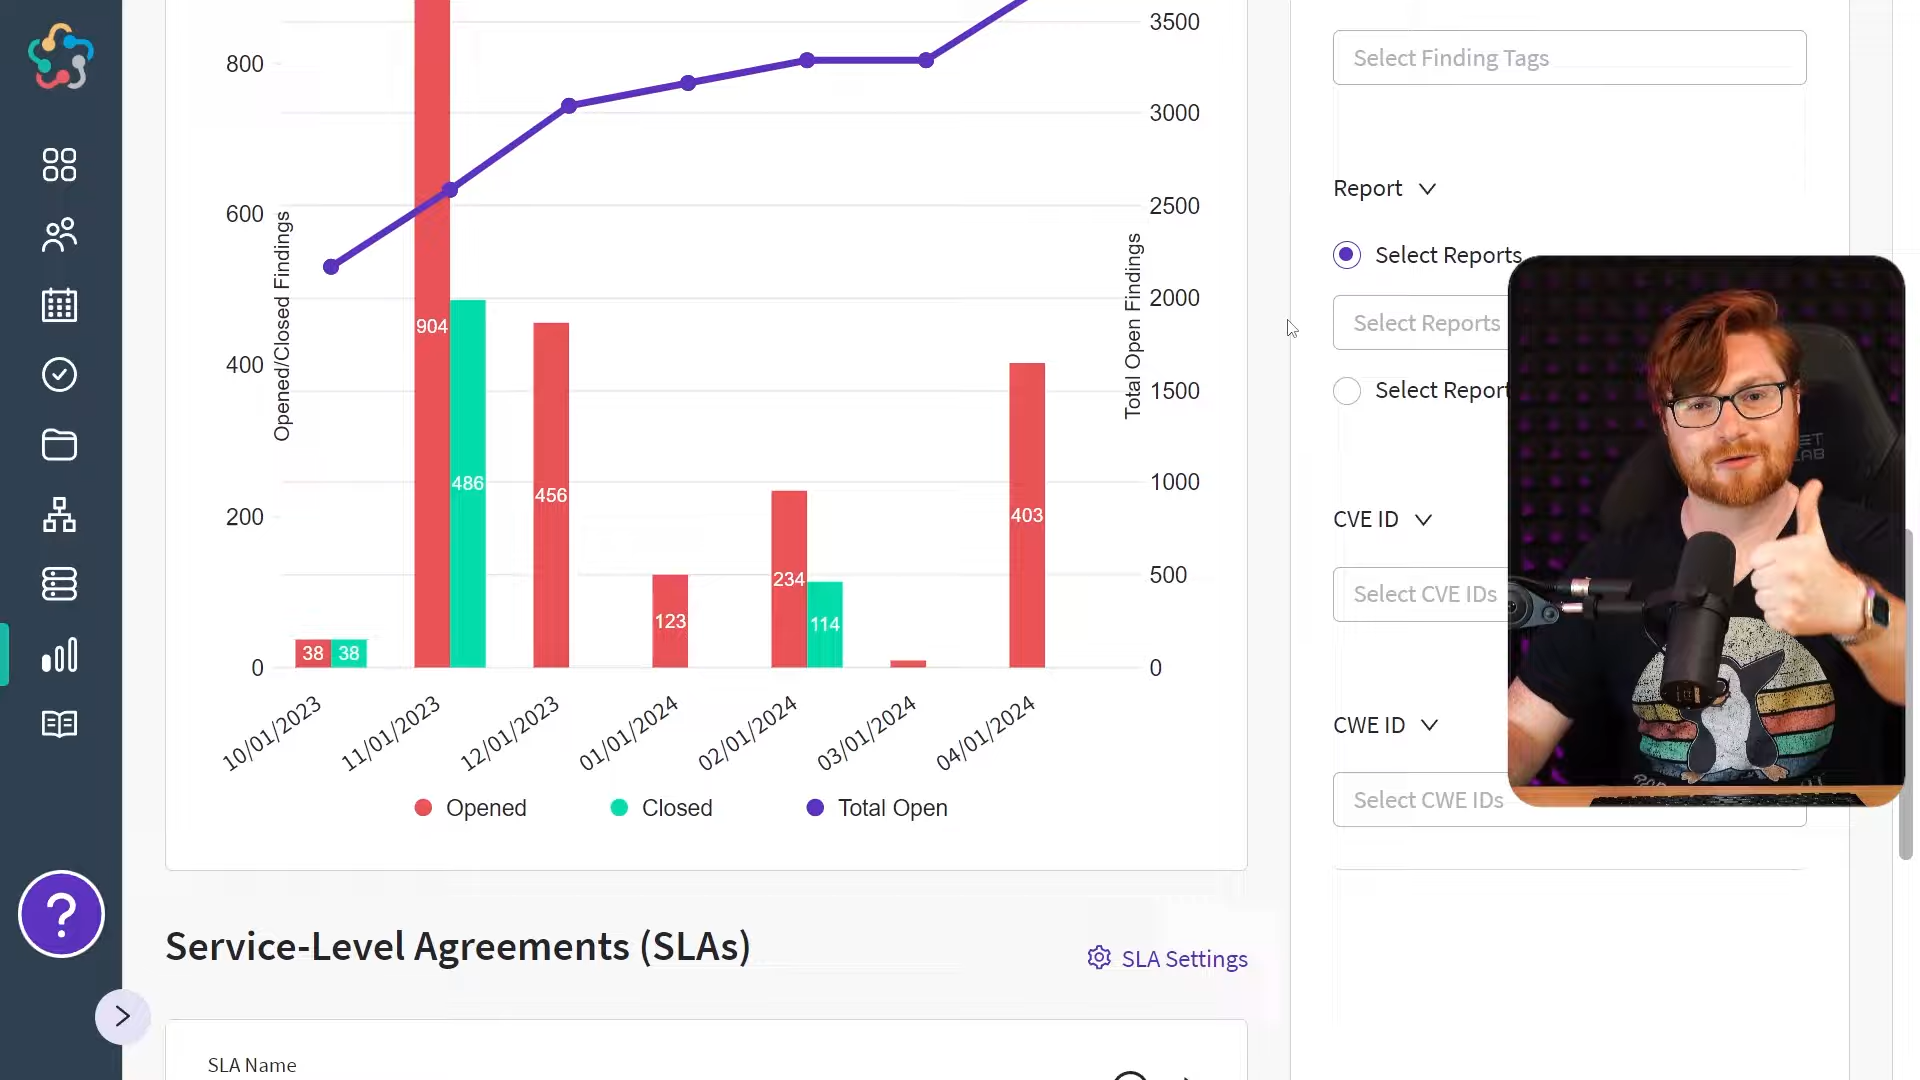 800
600
400
200
0
Opened/Closed Findings
904
486
456
38
38
123
234
114
403
3500
3000
2500
2000
1500
1000
500
0
Total Open Findings
10/01/2023
11/01/2023
12/01/2023
01/01/2024
02/01/2024
03/01/2024
04/01/2024
Opened
Closed
Total Open
Service-Level Agreements (SLAs)
SLA Settings
SLA Name
?
Select Finding Tags
Report
Select Reports
Select Reports
Select Report
CVE ID
Select CVE IDs
CWE ID
Select CWE IDs